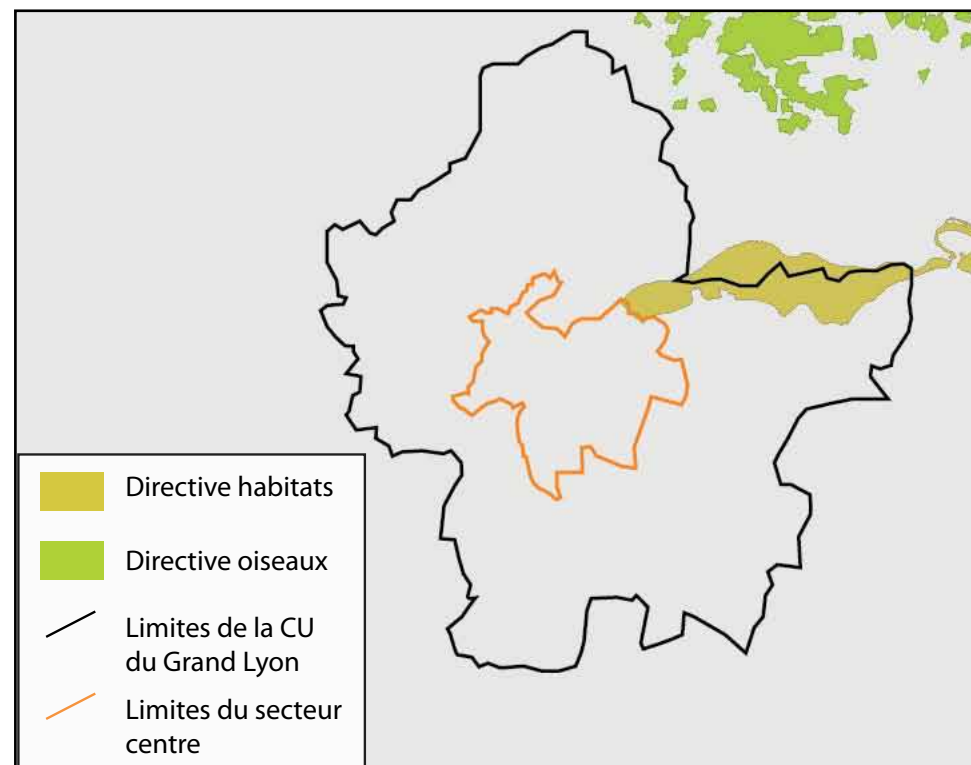 Directive habitats
Directive oiseaux
Limites de la CU
du Grand Lyon
Limites du secteur
centre